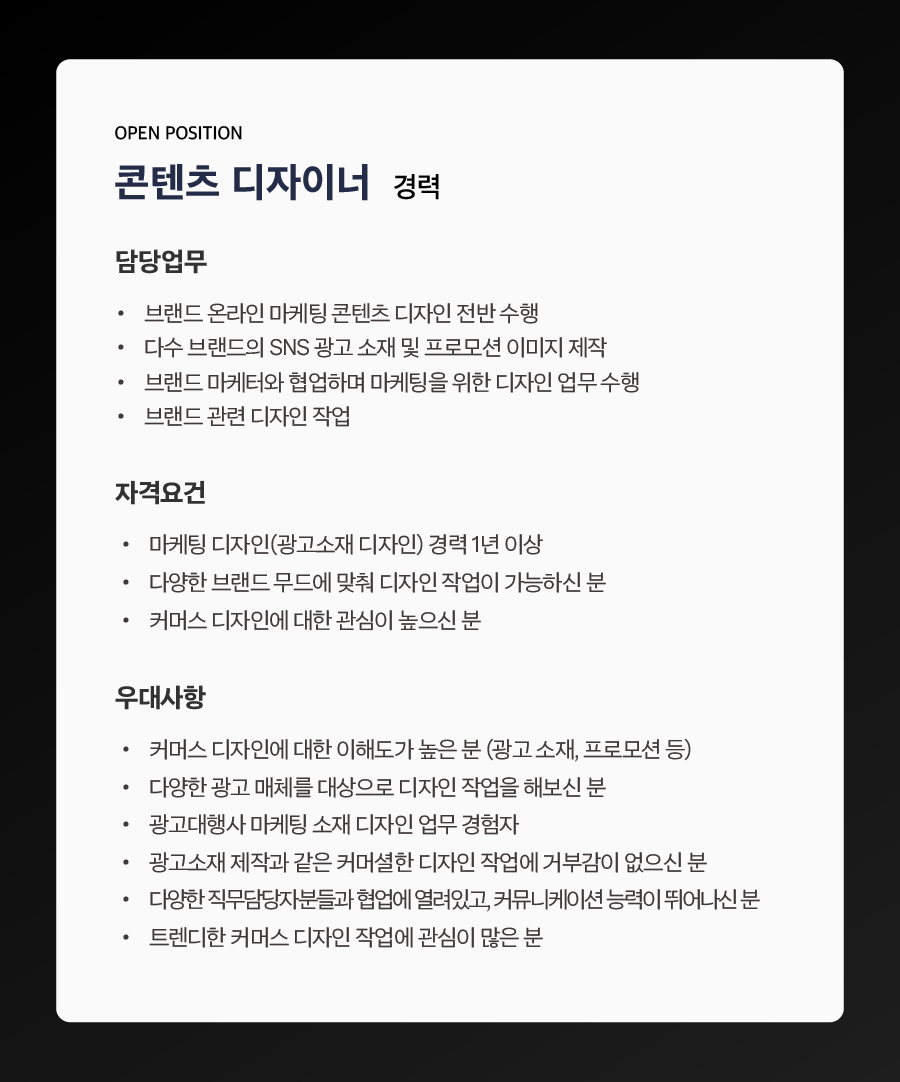 OPEN POSITION
콘텐츠 디자이너 경력
담당업무
• 브랜드 온라인 마케팅 콘텐츠 디자인 전반 수행
• 다수 브랜드의 SNS 광고 소재 및 프로모션 이미지 제작
• 브랜드 마케터와 협업하며 마케팅을 위한 디자인 업무 수행
• 브랜드 관련 디자인 작업
자격요건
• 마케팅 디자인(광고소재 디자인) 경력 1년 이상
• 다양한 브랜드 무드에 맞춰 디자인 작업이 가능하신 분
• 커머스 디자인에 대한 관심이 높으신 분
우대사항
• 커머스 디자인에 대한 이해도가 높은 분 (광고 소재, 프로모션 등)
• 다양한 광고 매체를 대상으로 디자인 작업을 해보신 분
• 광고대행사 마케팅 소재 디자인 업무 경험자
• 광고소재 제작과 같은 커머셜한 디자인 작업에 거부감이 없으신 분
• 다양한 직무담당자분들과 협업에 열려있고, 커뮤니케이션 능력이 뛰어나신 분
• 트렌디한 커머스 디자인 작업에 관심이 많은 분